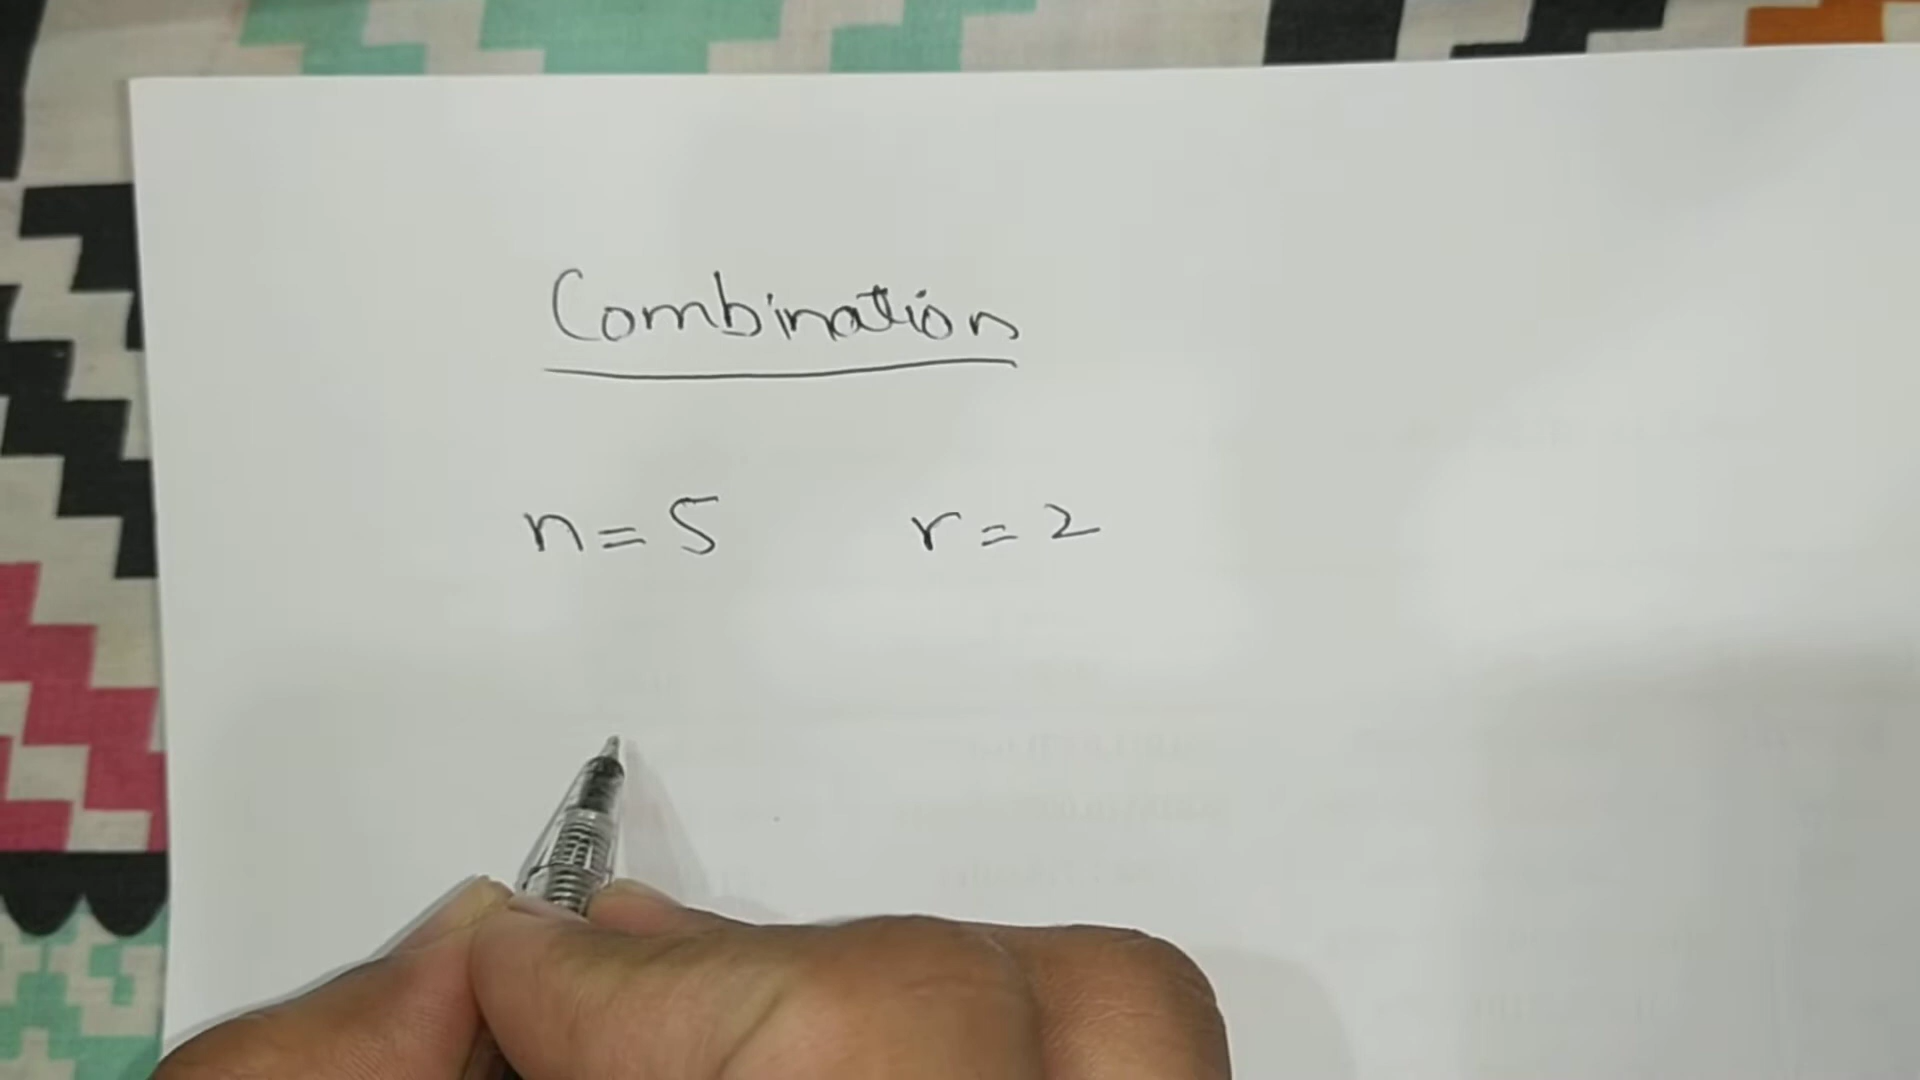 Combination
n = 5 r = 2